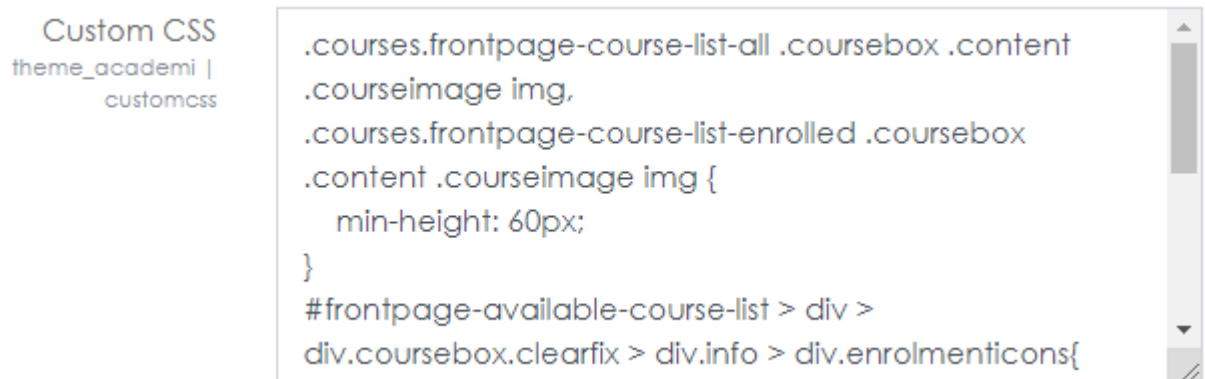 Custom CSS
theme_academi |
customcss
.courses.frontpage-course-list-all .coursebox .content
.courseimage img,
.courses.frontpage-course-list-enrolled .coursebox
.content .courseimage img {
min-height: 60px;
}
#frontpage-available-course-list > div >
div.coursebox.clearfix > div.info > div.enrolmenticons{